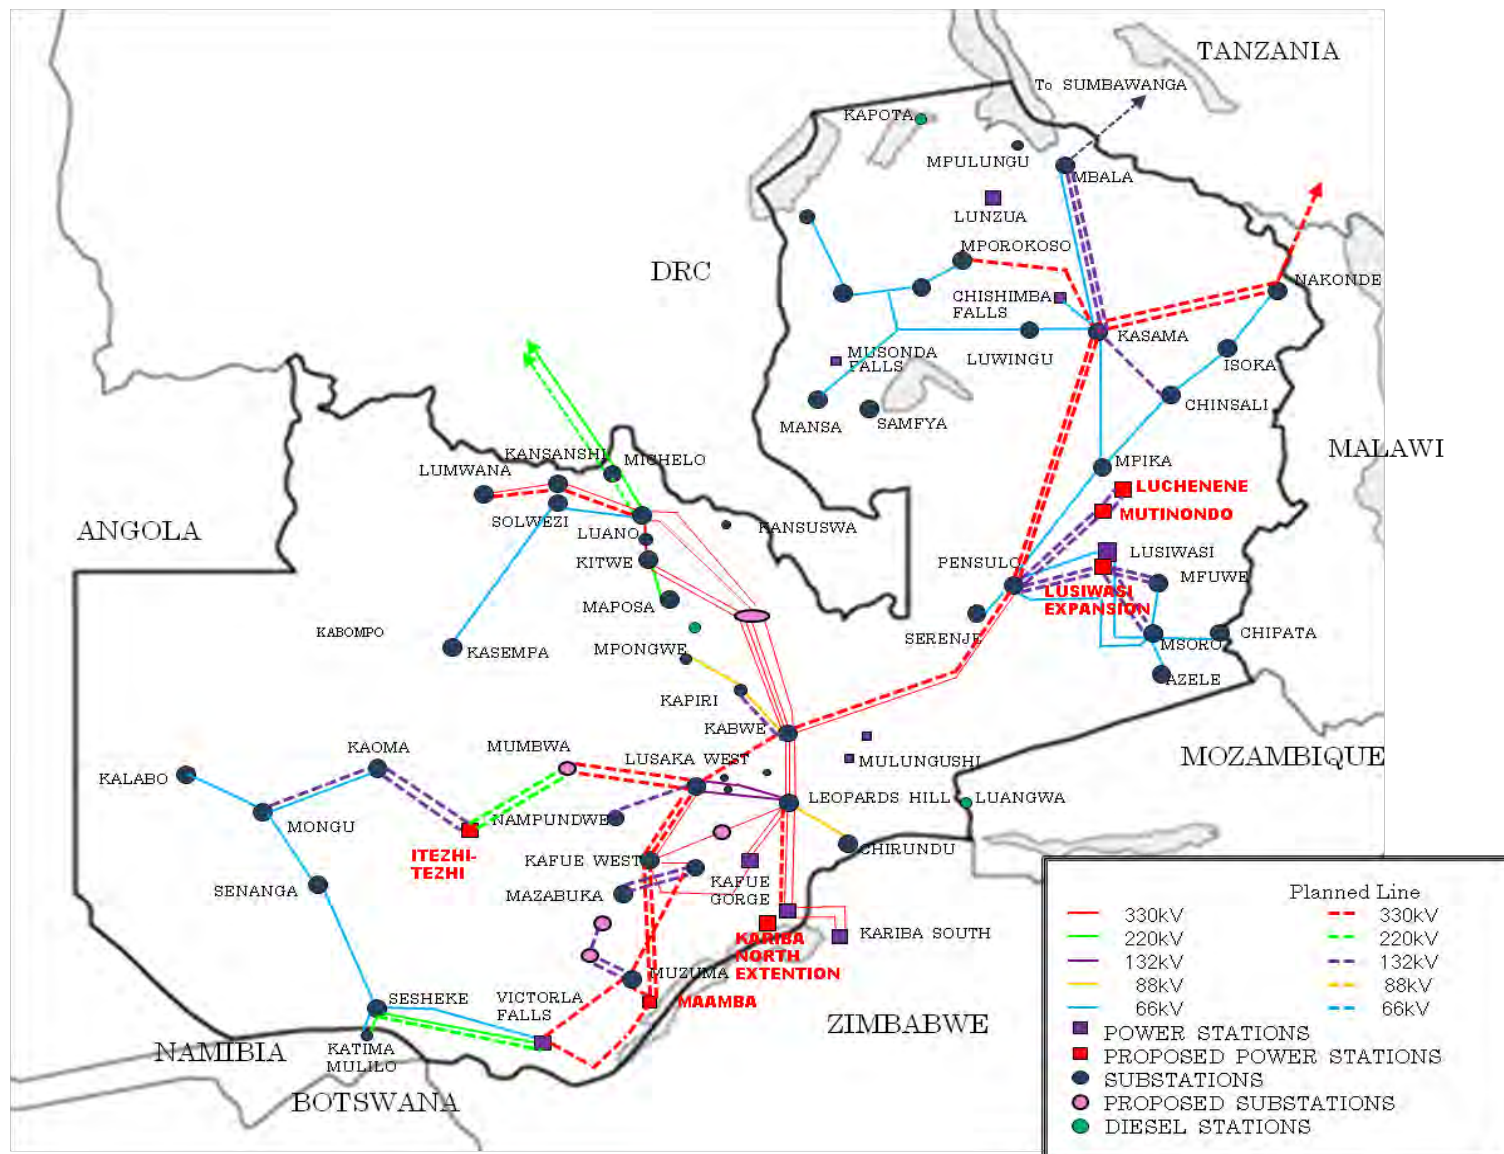 TANZANIA
To SUMBAWANGA
KAPOTA
MPULUNGU
MBALA
LUNZUA
MPOROKOSO
DRC
NAKONDE
CHISHIMBA
FALLS
KASAMA
MUSONDA
FALLS
LUWINGU
ISOKA
CHINSALI
MANSA
SAMFYA
MALAWI
KANSANSHI
MICHELO
LUMWANA
MPIKA
LUCHENENE
MUTINONDO
SOLWEZI
KANSUSWA
ANGOLA
LUANO
KITWE
LUSIWASI
PENSULO
MFUWE
LUSIWASI
EXPANSION
MAPOSA
SERENJE
KABOMPO
KASEMPA
MPONGWE
CHIPATA
MSORO
AZELE
KAPIRI
KABWE
MOZAMBIQUE
KAOMA
MUMBWA
LUSAKA WEST
MULUNGUSHI
KALABO
LEOPARDS HILL
LUANGWA
MONGU
NAMPUNDWE
ITEZHI-
TEZHI
KAFUE WEST
CHIRUNDU
SENANGA
MAZABUKA
KAFUE
GORGE
KARIBA SOUTH
KARIBA
NORTH
EXTENTION
MUZUMA
MAAMBA
SESHEKE
VICTORLA
FALLS
ZIMBABWE
NAMIBIA
KATIMA
MULILO
BOTSWANA
Planned Line
330kV 330kV
220kV 220kV
132kV 132kV
88kV 88kV
66kV 66kV
POWER STATIONS
PROPOSED POWER STATIONS
SUBSTATIONS
PROPOSED SUBSTATIONS
DIESEL STATIONS